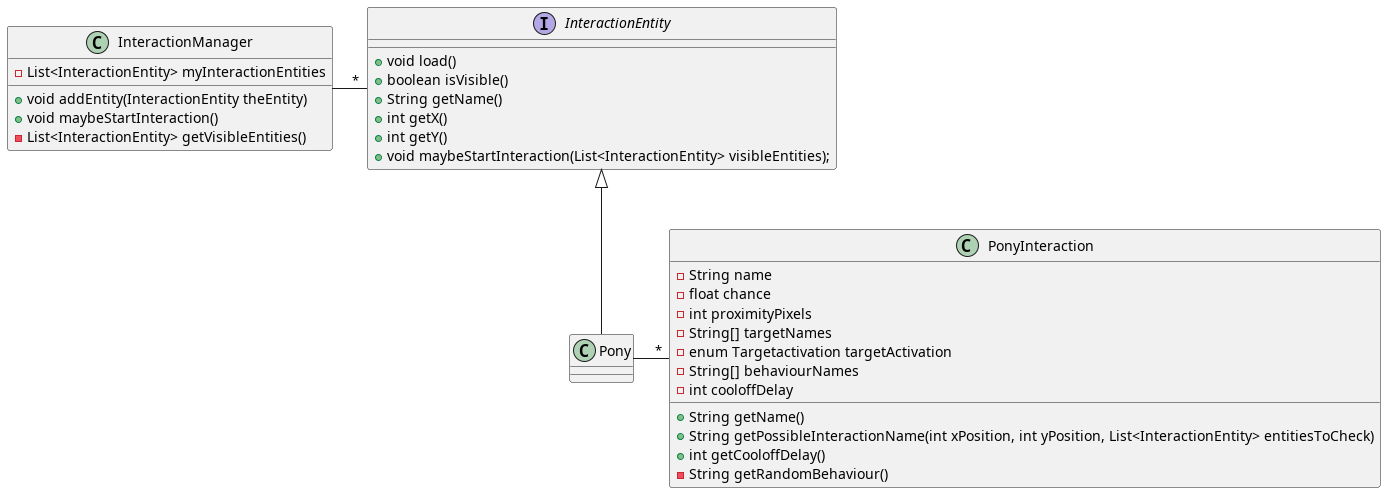 C InteractionManager
List<InteractionEntity> myInteractionEntities
void addEntity(InteractionEntity theEntity)
void maybeStartInteraction()
List<InteractionEntity> getVisibleEntities()
*
I InteractionEntity
void load()
boolean isVisible()
String getName()
int getX()
int getY()
void maybeStartInteraction(List<InteractionEntity> visibleEntities);
C Pony
*
C PonyInteraction
String name
float chance
int proximityPixels
String[] targetNames
enum Targetactivation targetActivation
String[] behaviourNames
int cooloffDelay
String getName()
String getPossibleInteractionName(int xPosition, int yPosition, List<InteractionEntity> entitiesToCheck)
int getCooloffDelay()
String getRandomBehaviour()